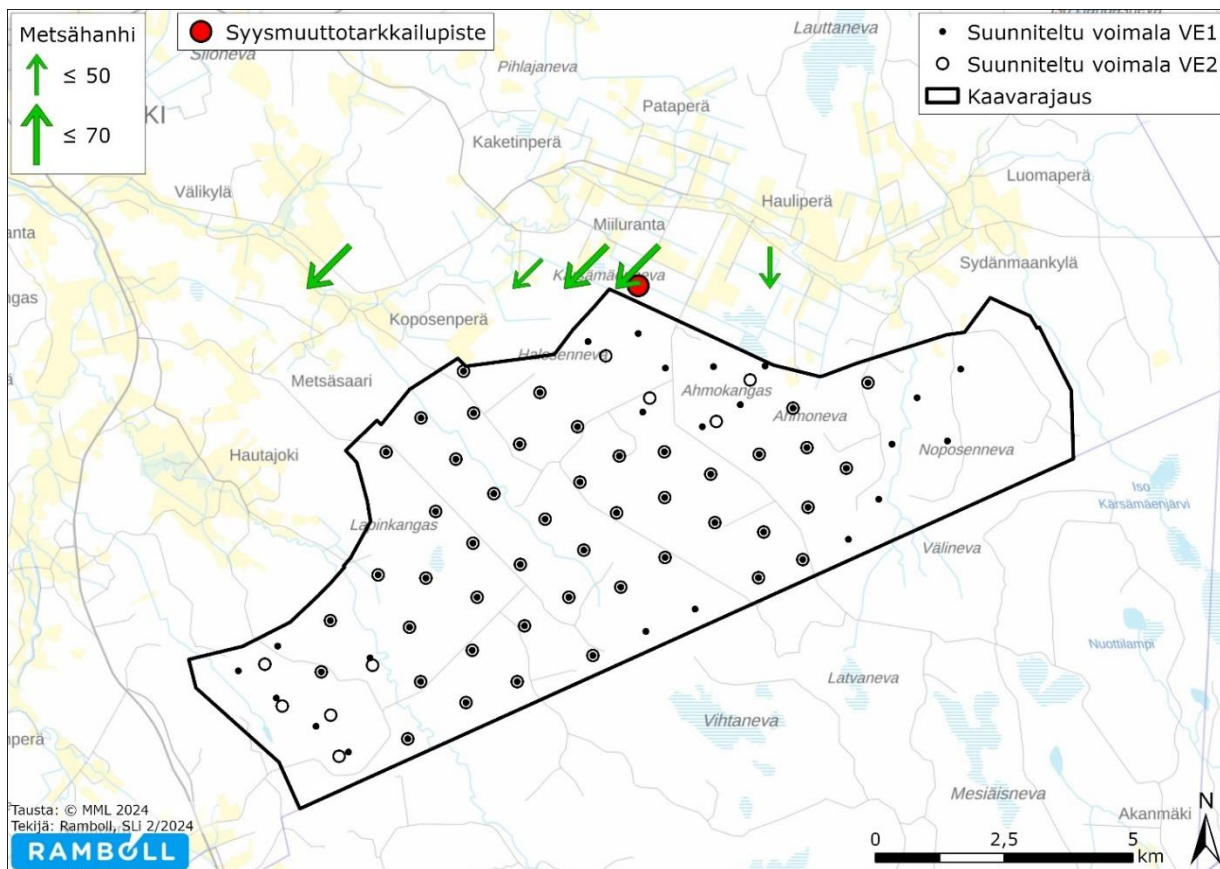 Metsähanhi
≤ 50
≤ 70
Syysmuuttotarkkailupiste
Suunniteltu voimala VE1
Suunniteltu voimala VE2
Kaavarajaus
Lauttaneva
Pihlajaneva
Pataperä
KI
Kaketinperä
Välikylä
Luomaperä
Hauliperä
Miiluranta
Sydänmaankylä
Koposenperä
Halosenneva
Metsäsaari
Ahmokangas
Ahmoneva
Noposenneva
Hautajoki
Iso
Kärsämäenjärvi
Lapinkangas
Välineva
Nuottilampi
Latvaneva
Vihtaneva
Mesiäisneva
Akanmäki
Tausta: © MML 2024
Tekijä: Ramboll, SLi 2/2024
RAMBOLL
N
0 2,5 5
km